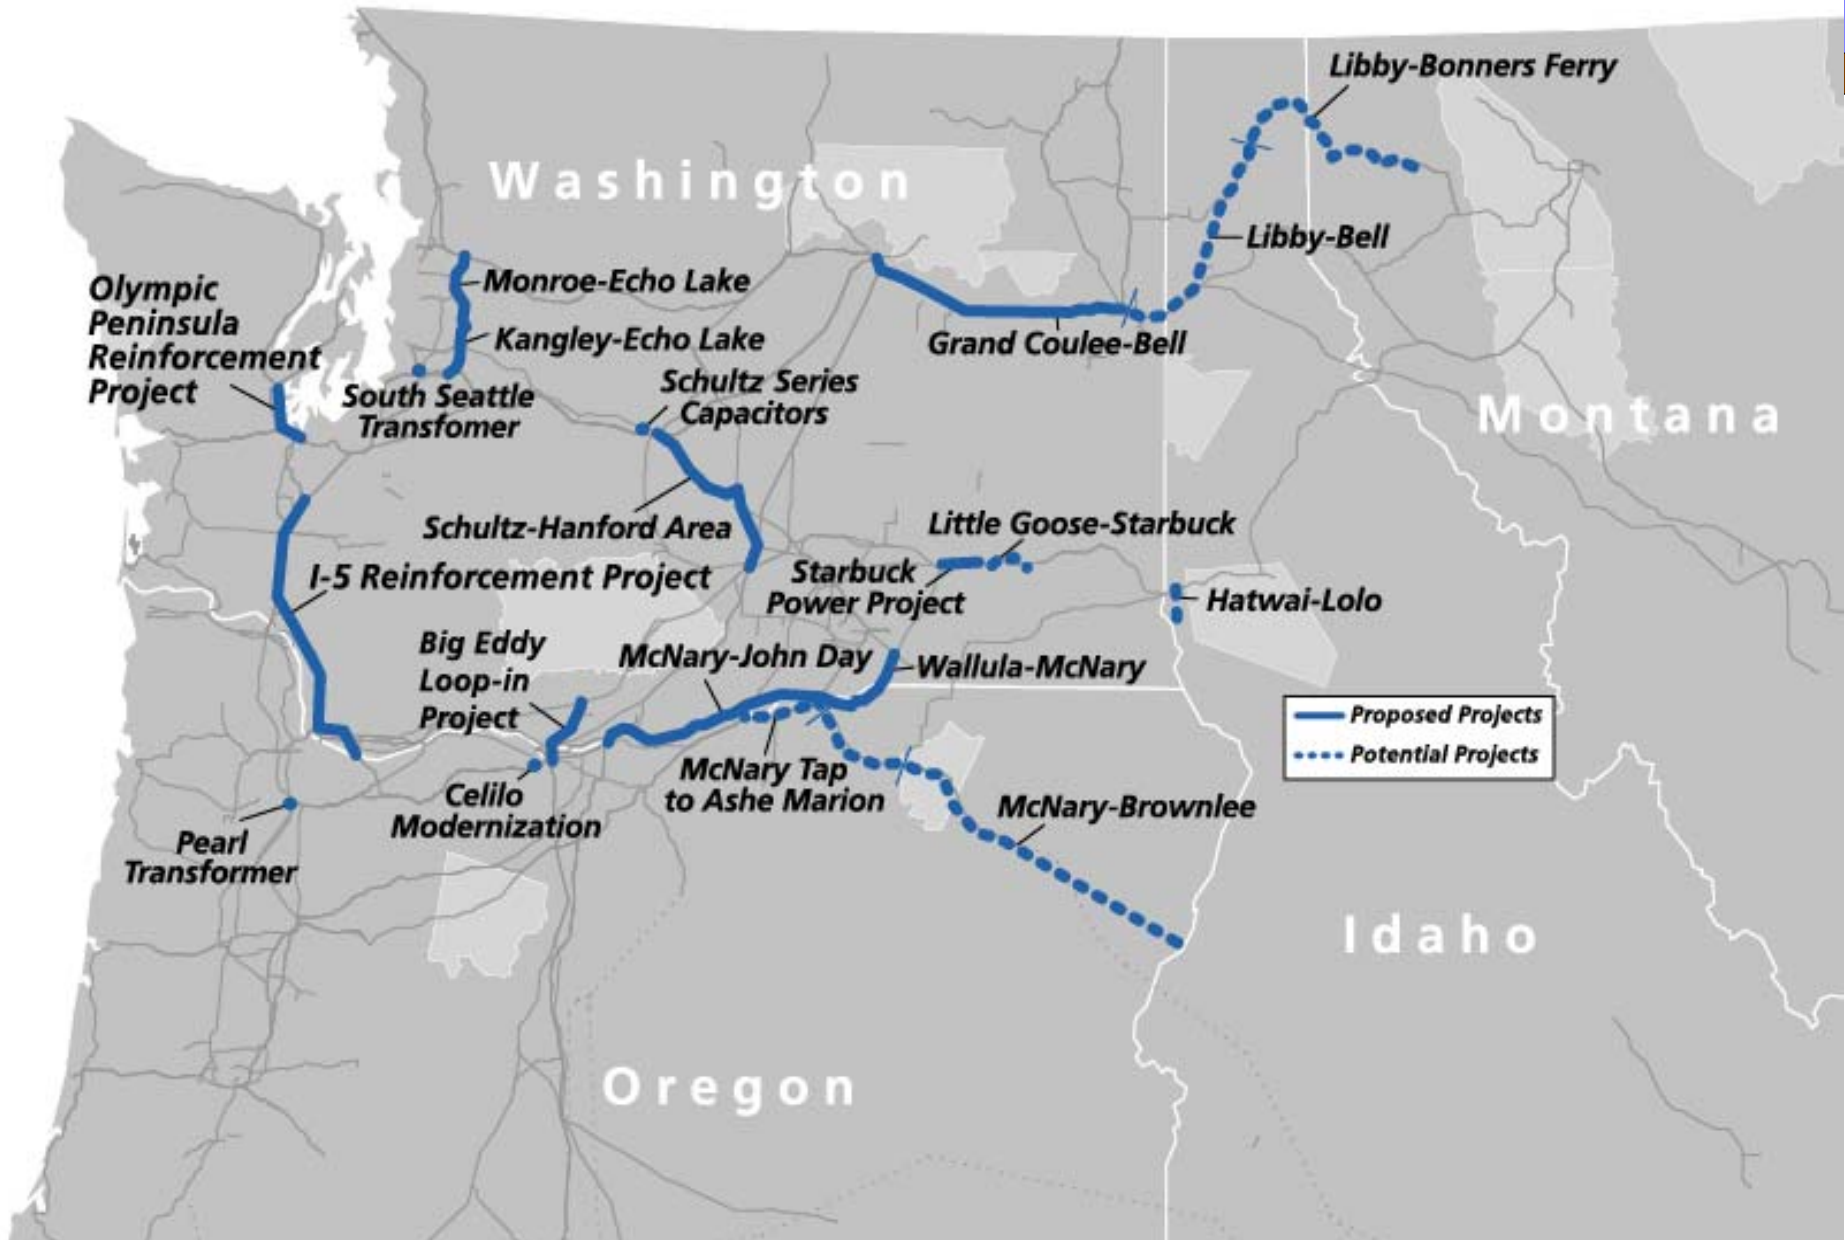 Libby-Bonners Ferry
Washington
Libby-Bell
Monroe-Echo Lake
Olympic
Peninsula
Reinforcement
Project
Kangley-Echo Lake
Grand Coulee-Bell
South Seattle
Transfomer
Schultz Series
Capacitors
Montana
Schultz-Hanford Area
Little Goose-Starbuck
I-5 Reinforcement Project
Starbuck
Power Project
Hatwai-Lolo
Big Eddy
Loop-in
Project
McNary-John Day
Wallula-McNary
Proposed Projects
Potential Projects
McNary Tap
to Ashe Marion
Celilo
Modernization
McNary-Brownlee
Pearl
Transformer
Idaho
Oregon